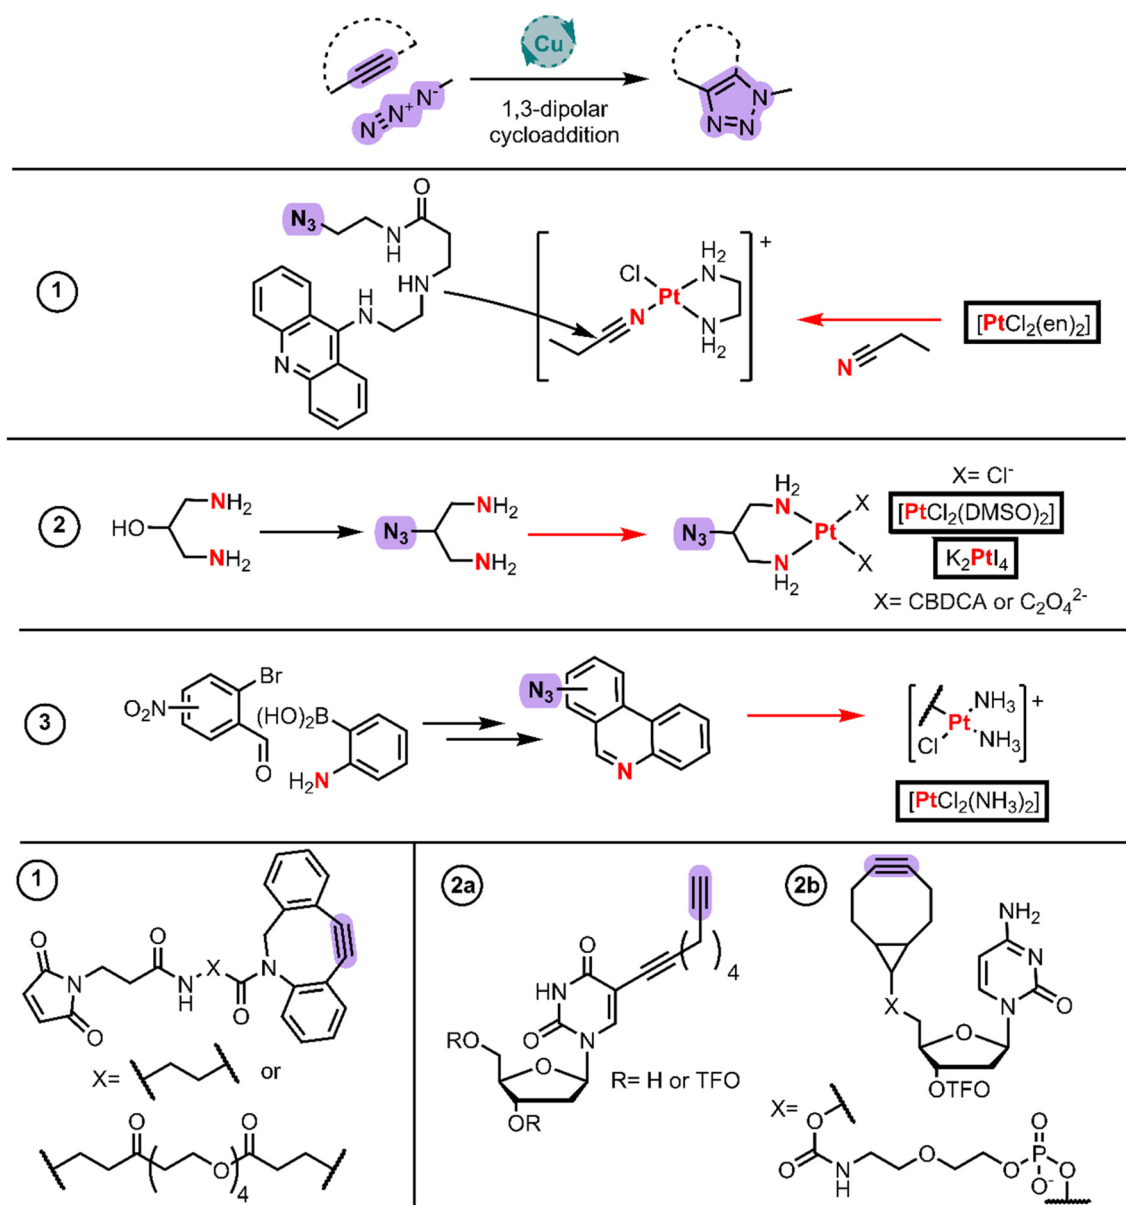 Cu
N≡N⁺ N⁻
1,3-dipolar
cycloaddition
N
N=N
1
N₃
O
N
H
HN
H
N
N
Cl
H₂
N
Pt
N
N
H₂
+
N
[PtCl₂(en)₂]
2
HO
NH₂
NH₂
N₃
NH₂
NH₂
N₃
H₂
N
N
H₂
Pt
X
X
X= Cl⁻
[PtCl₂(DMSO)₂]
K₂PtI₄
X= CBDCA or C₂O₄²⁻
3
O₂N
Br
O
(HO)₂B
H₂N
N₃
N
Pt
NH₃
NH₃
Cl
+
[PtCl₂(NH₃)₂]
1
O
N
O
O
N
H
X
O
N
X=
or
O
O
O
4
2a
4
O
HN
O
N
RO
O
OR
R= H or TFO
2b
X
NH₂
N
N
O
O
OTFO
X=
O
O
N
H
O
O
O
P
O⁻
O